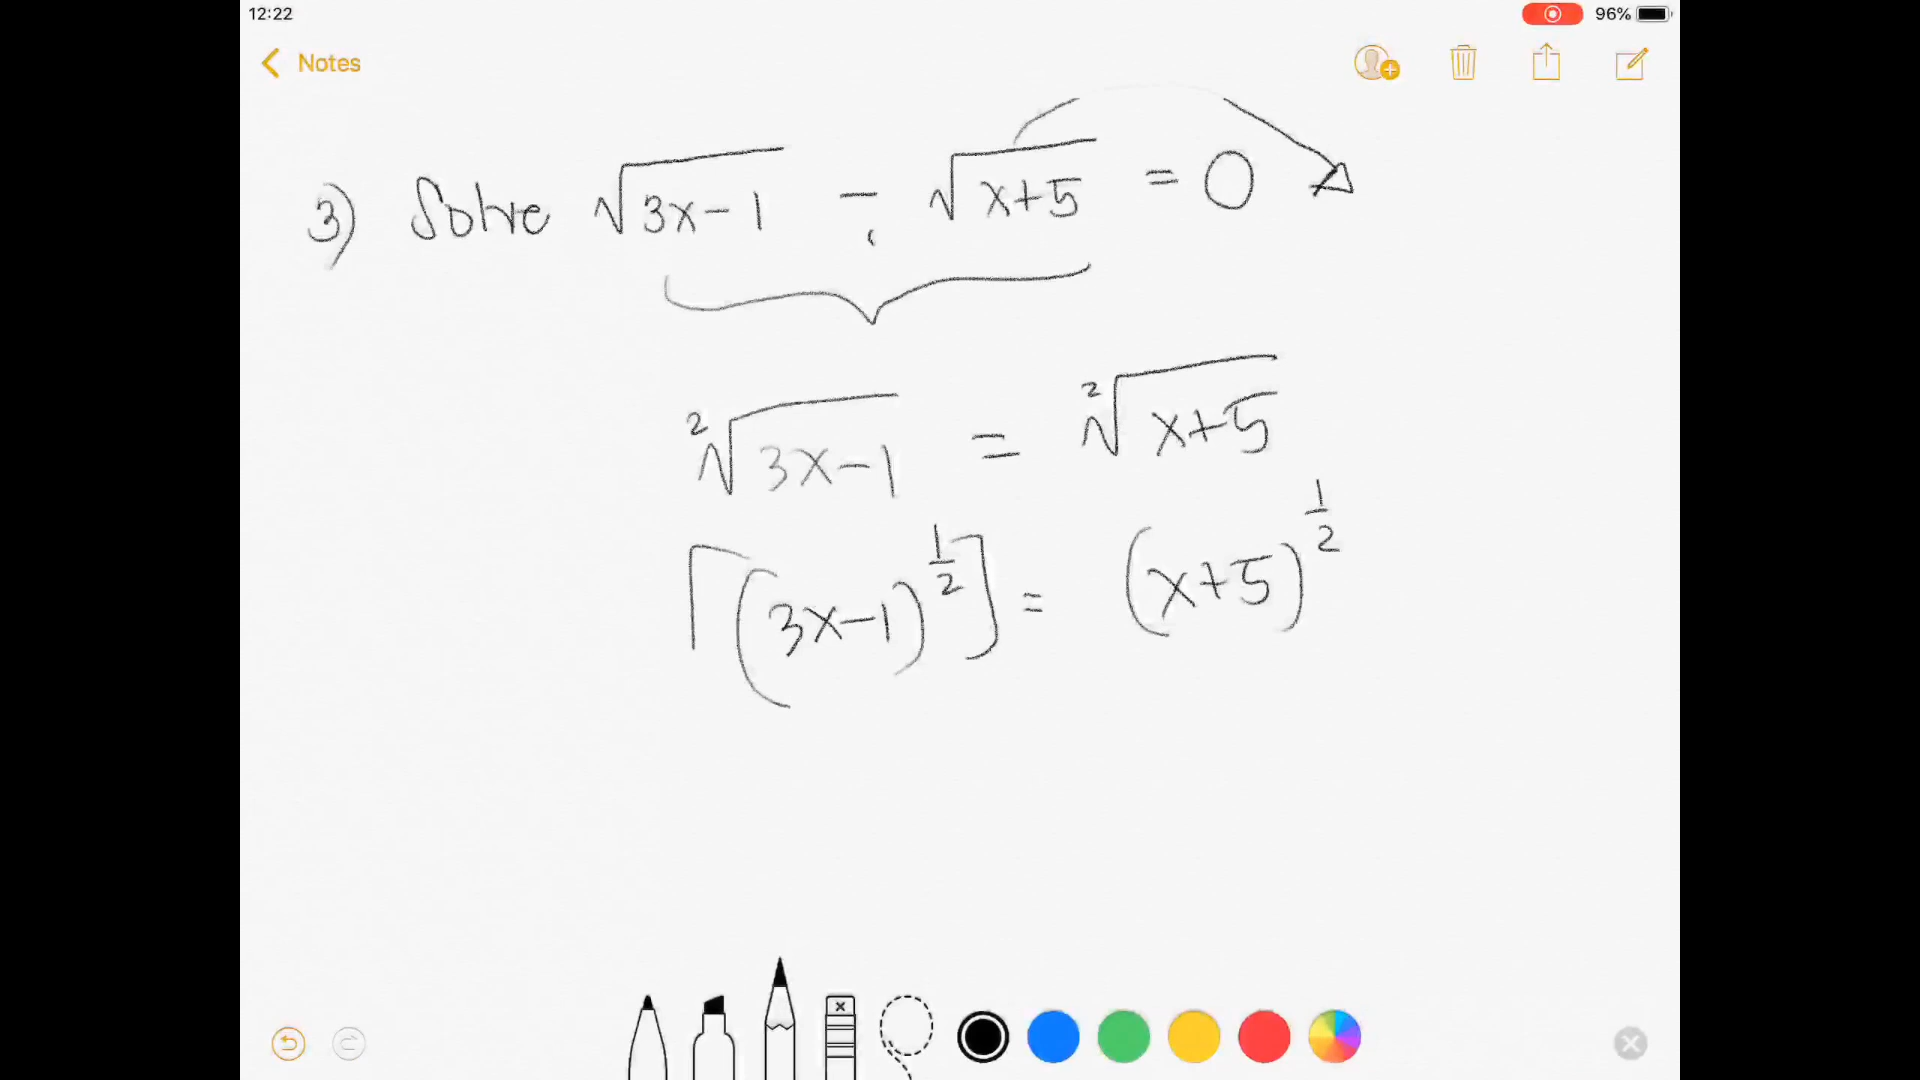 12:22
96%
Notes
3) Solve √(3x-1) - √(x+5) = 0
²√(3x-1) = ²√(x+5)
[(3x-1)^(1/2)] = (x+5)^(1/2)